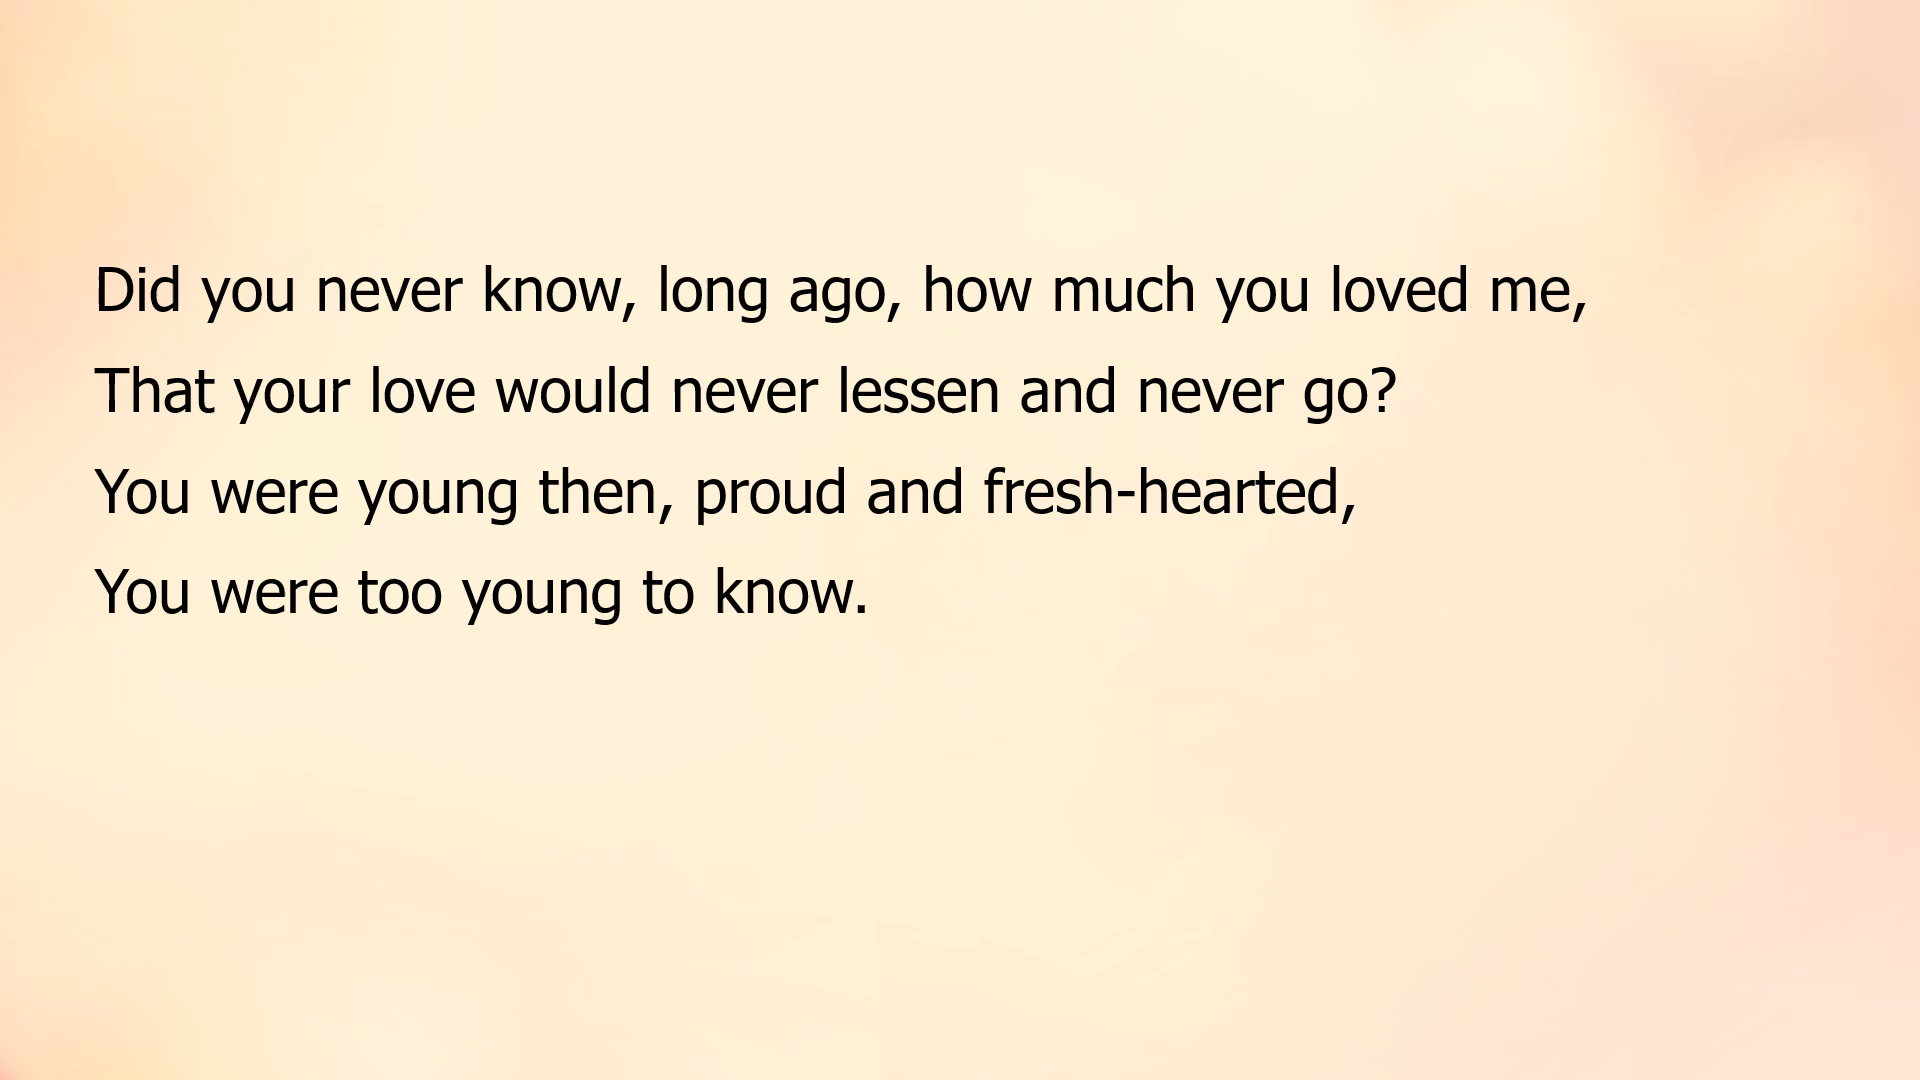 Did you never know, long ago, how much you loved me,
That your love would never lessen and never go?
You were young then, proud and fresh-hearted,
You were too young to know.